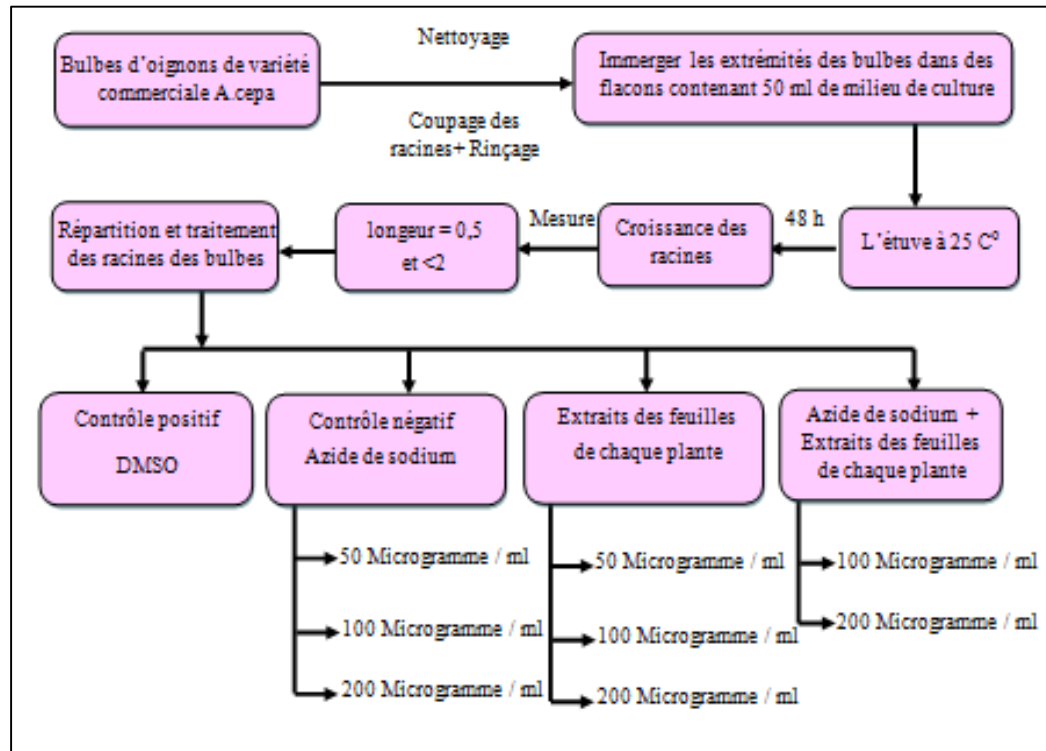 Bulbes d'oignons de variété
commerciale A.cepa
Nettoyage
Coupage des
racines+ Rinçage
Immerger les extrémités des bulbes dans des
flacons contenant 50 ml de milieu de culture
L'étuve à 25 C⁰
48 h
Croissance des
racines
Mesure
longeur = 0,5
et <2
Répartition et traitement
des racines des bulbes
Contrôle positif
DMSO
Contrôle négatif
Azide de sodium
Extraits des feuilles
de chaque plante
Azide de sodium +
Extraits des feuilles
de chaque plante
50 Microgramme / ml
100 Microgramme / ml
200 Microgramme / ml
50 Microgramme / ml
100 Microgramme / ml
200 Microgramme / ml
100 Microgramme / ml
200 Microgramme / ml